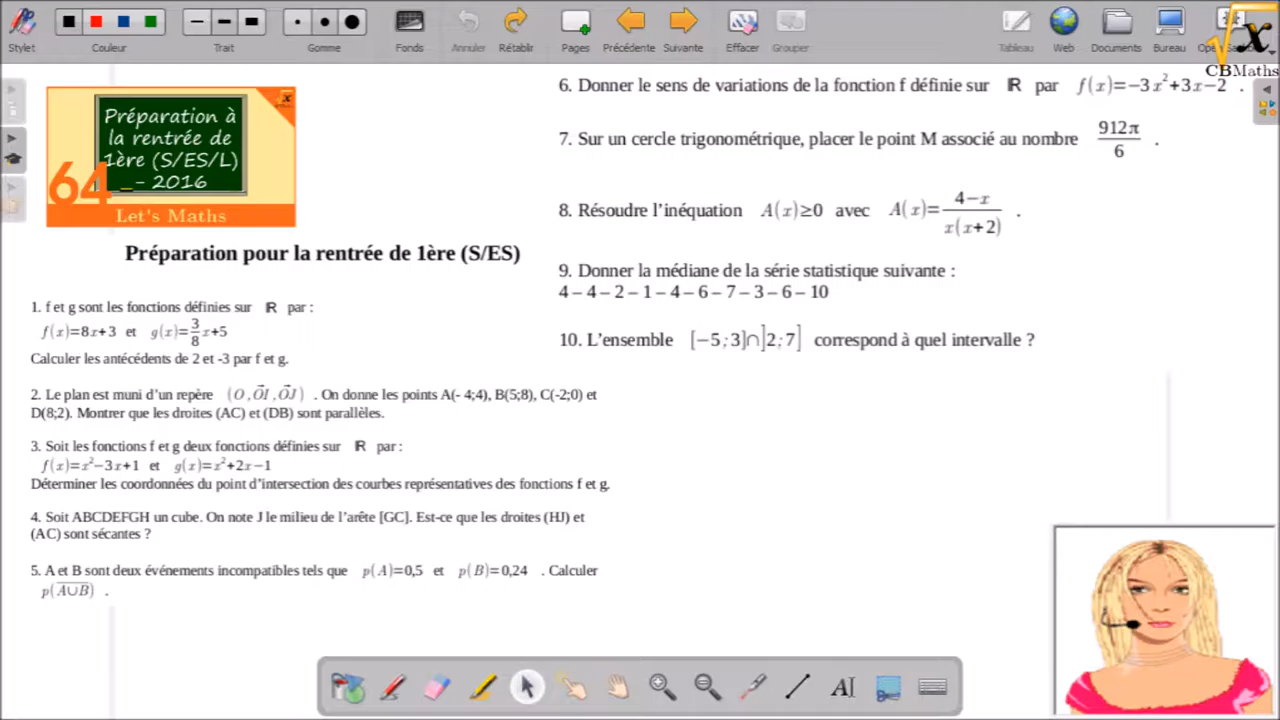 Stylet Couleur Trait Gomme Fonds Annuler Rétablir Pages Précédente Suivante Effacer Grouper Tableau Web Documents Bureau
CBMaths
Préparation à
la rentrée de
1ère (S/ES/L)
- 2016
64
Let's Maths
Préparation pour la rentrée de 1ère (S/ES)
1. f et g sont les fonctions définies sur ℝ par :
f(x)=8x+3 et g(x)=3/8 x+5
Calculer les antécédents de 2 et -3 par f et g.
2. Le plan est muni d'un repère (O, O⃗I, O⃗J) . On donne les points A(- 4;4), B(5;8), C(-2;0) et
D(8;2). Montrer que les droites (AC) et (DB) sont parallèles.
3. Soit les fonctions f et g deux fonctions définies sur ℝ par :
f(x)=x²−3x+1 et g(x)=x²+2x−1
Déterminer les coordonnées du point d'intersection des courbes représentatives des fonctions f et g.
4. Soit ABCDEFGH un cube. On note J le milieu de l'arête [GC]. Est-ce que les droites (HJ) et
(AC) sont sécantes ?
5. A et B sont deux événements incompatibles tels que p(A)=0,5 et p(B)=0,24 . Calculer
p(A̅∪̅B̅) .
6. Donner le sens de variations de la fonction f définie sur ℝ par f(x)=−3x²+3x−2 .
7. Sur un cercle trigonométrique, placer le point M associé au nombre 912π/6 .
8. Résoudre l'inéquation A(x)≥0 avec A(x)=4−x/x(x+2) .
9. Donner la médiane de la série statistique suivante :
4 – 4 – 2 – 1 – 4 – 6 – 7 – 3 – 6 – 10
10. L'ensemble [−5;3]∩]2;7] correspond à quel intervalle ?